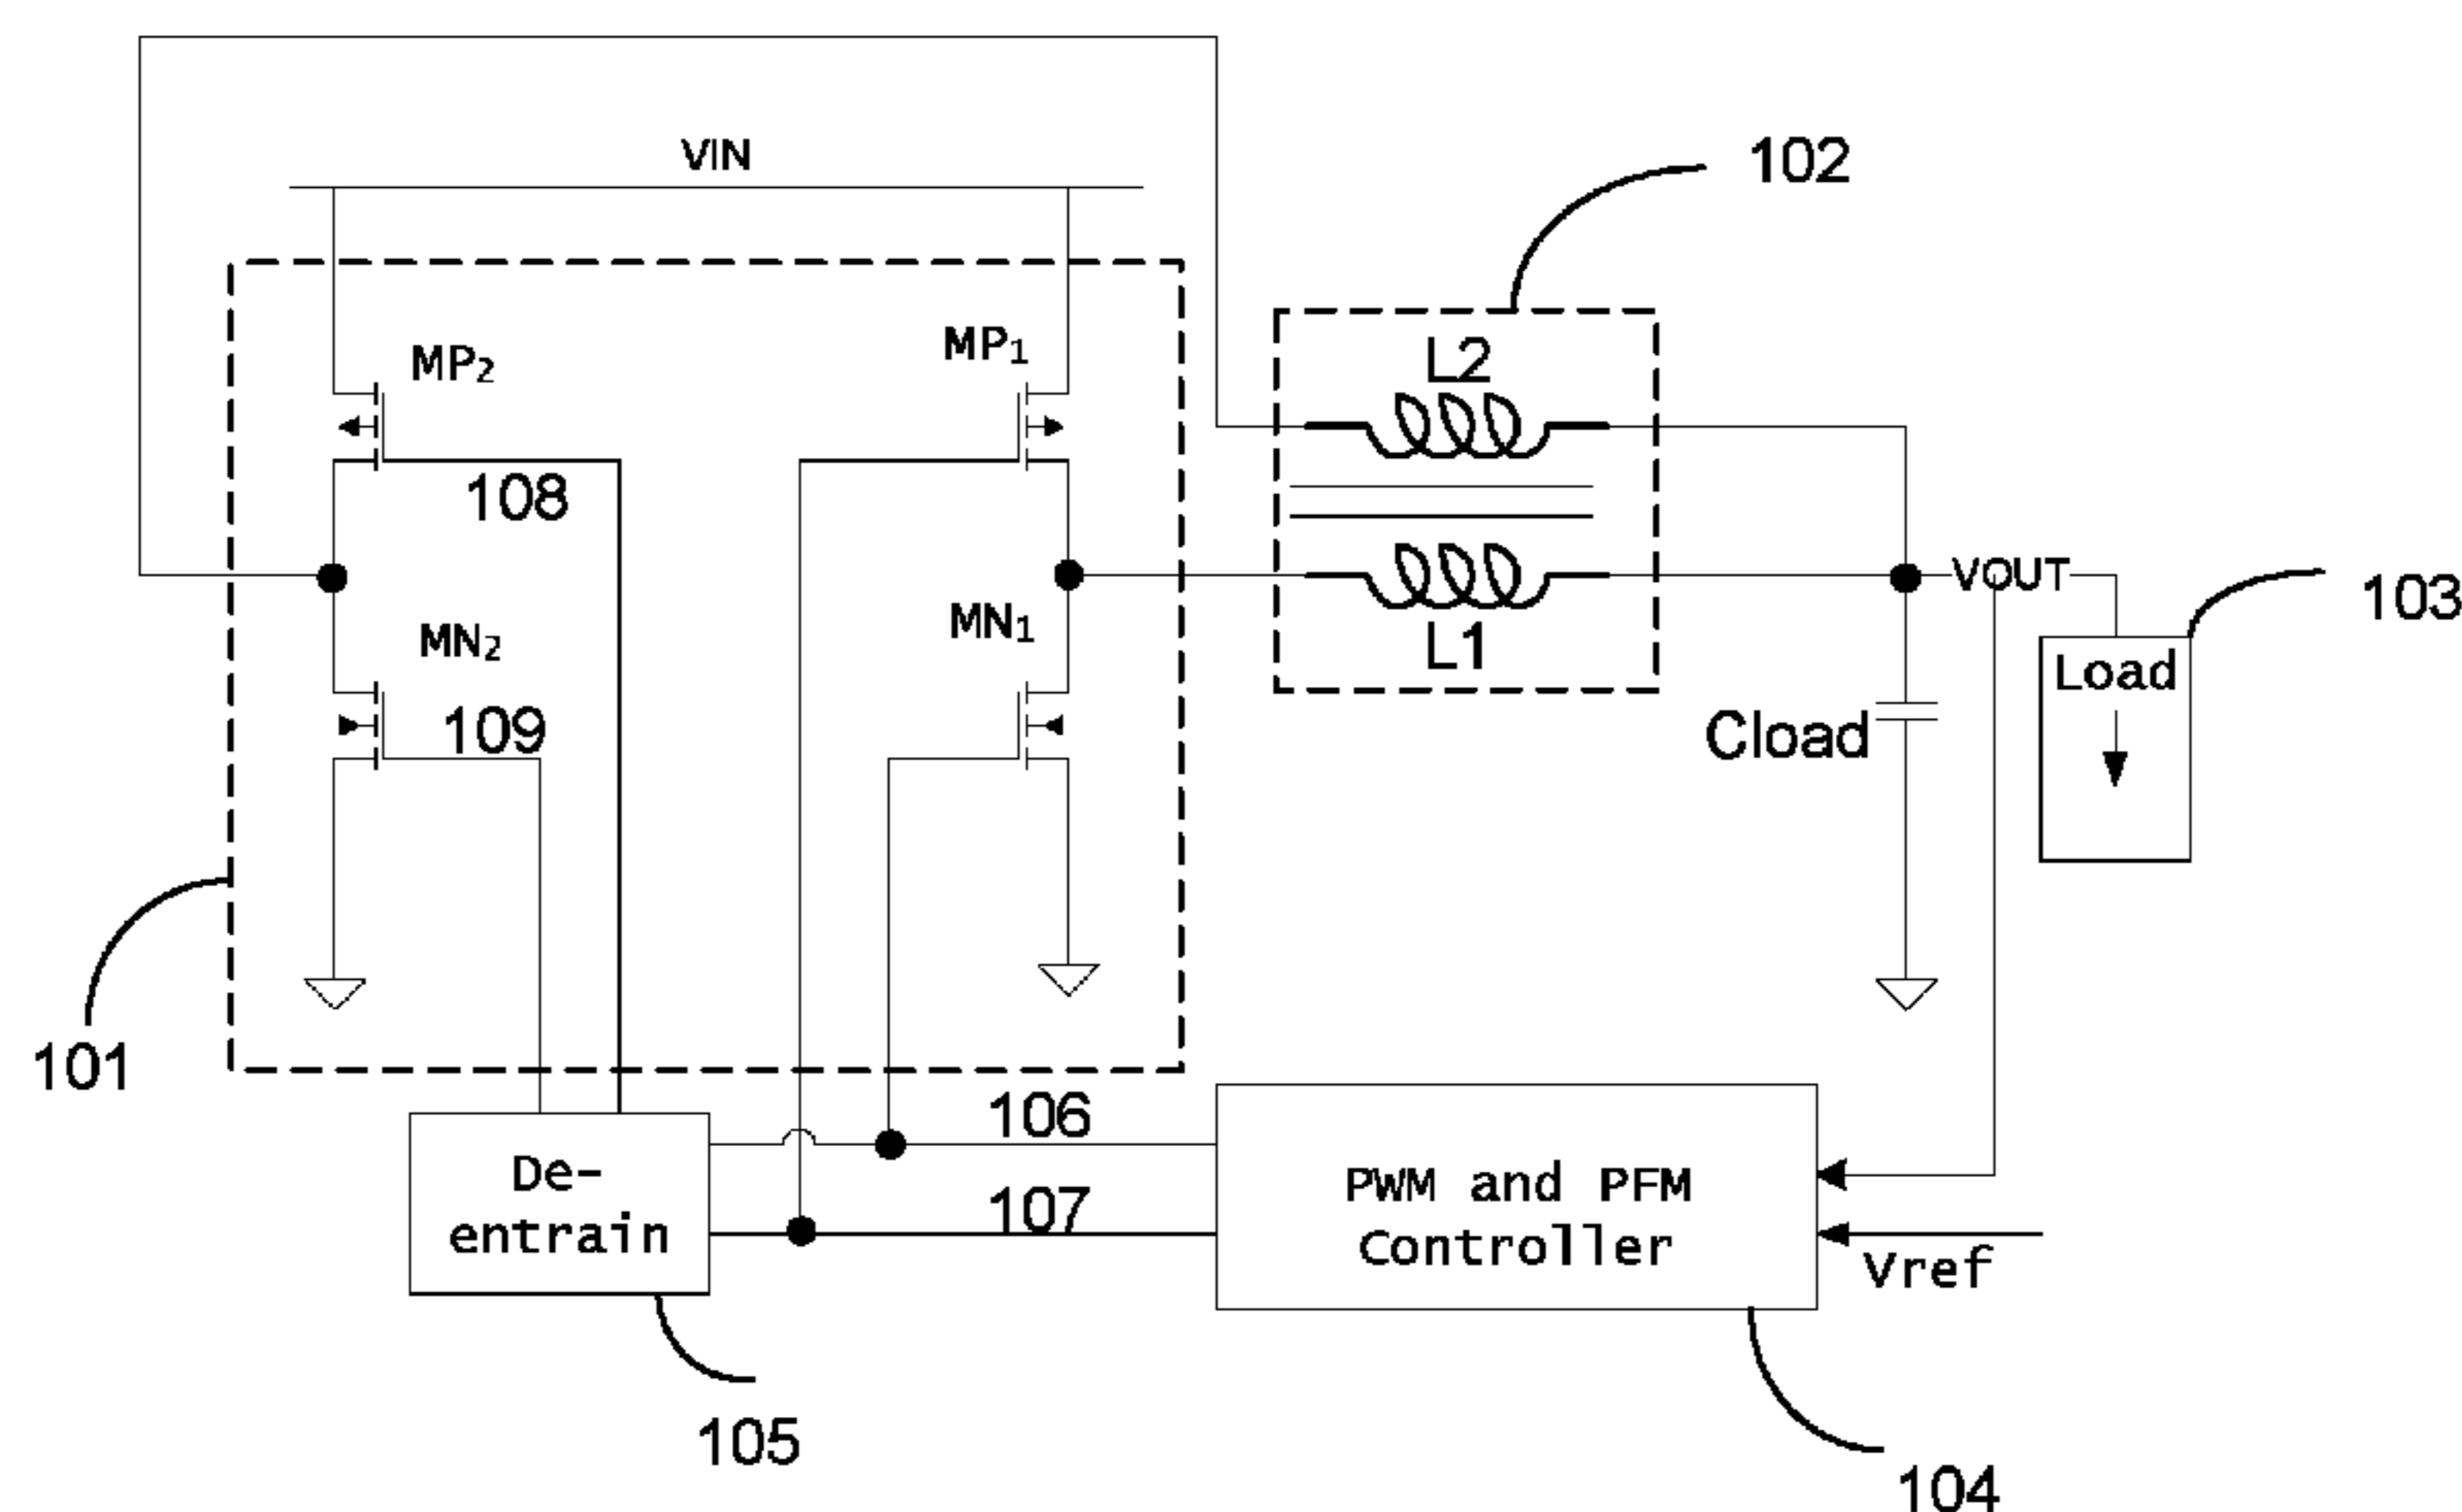 VIN
102
MP₂
MP₁
L2
108
VOUT
103
MN₂
MN₁
L1
Load
109
Cload
101
106
De-
entrain
107
PWM and PFM
Controller
Vref
105
104